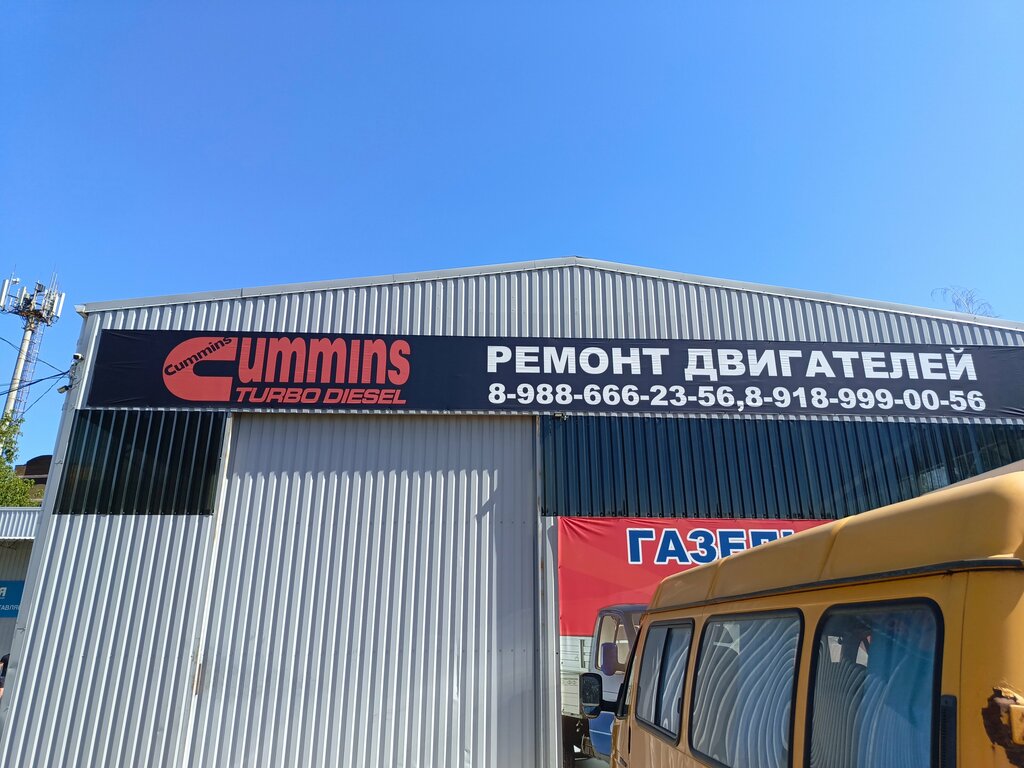 Cummins
Cummins
TURBO DIESEL
РЕМОНТ ДВИГАТЕЛЕЙ
8-988-666-23-56,8-918-999-00-56